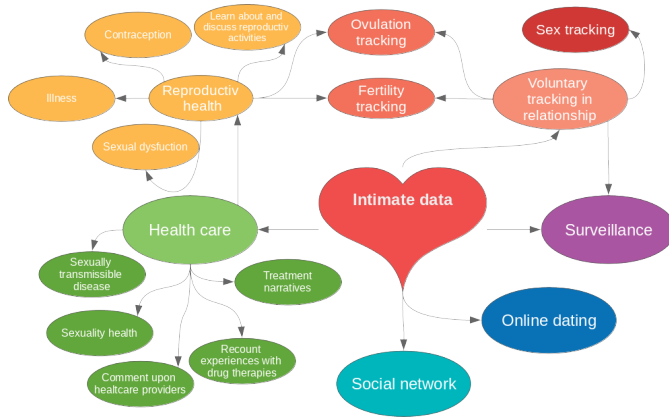 Learn about and
discuss reproductiv
activities
Contraception
Ovulation
tracking
Sex tracking
Illness
Reproductiv
health
Fertility
tracking
Voluntary
tracking in
relationship
Sexual dysfuction
Intimate data
Health care
Surveillance
Sexually
transmissible
disease
Treatment
narratives
Sexuality health
Online dating
Recount
experiences with
drug therapies
Comment upon
healtcare providers
Social network